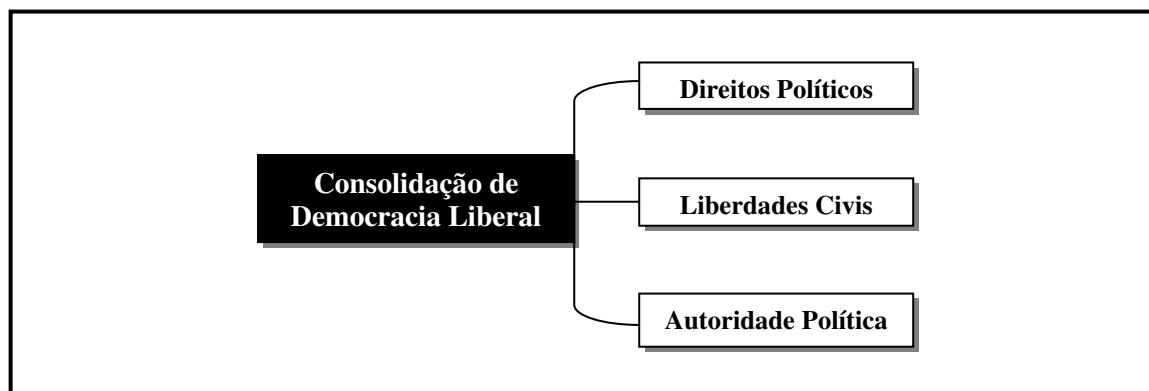 Direitos Políticos
Consolidação de
Democracia Liberal
Liberdades Civis
Autoridade Política